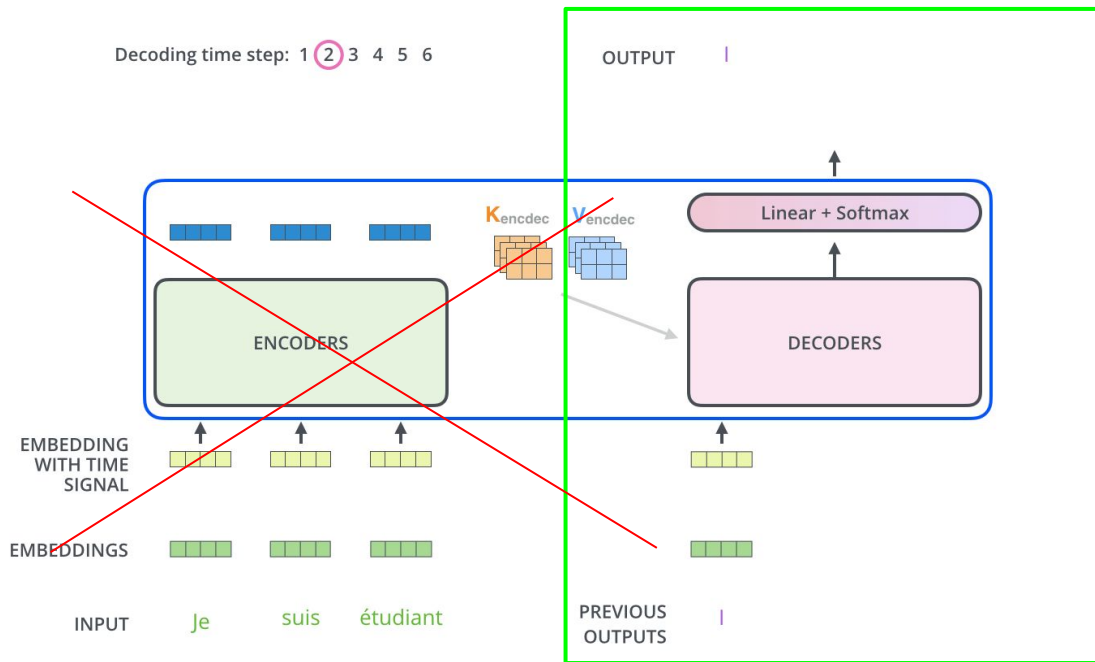 Decoding time step: 1 2 3 4 5 6
OUTPUT I
Kencdec Vencdec
Linear + Softmax
ENCODERS
DECODERS
EMBEDDING
WITH TIME
SIGNAL
EMBEDDINGS
INPUT Je suis étudiant
PREVIOUS
OUTPUTS
I